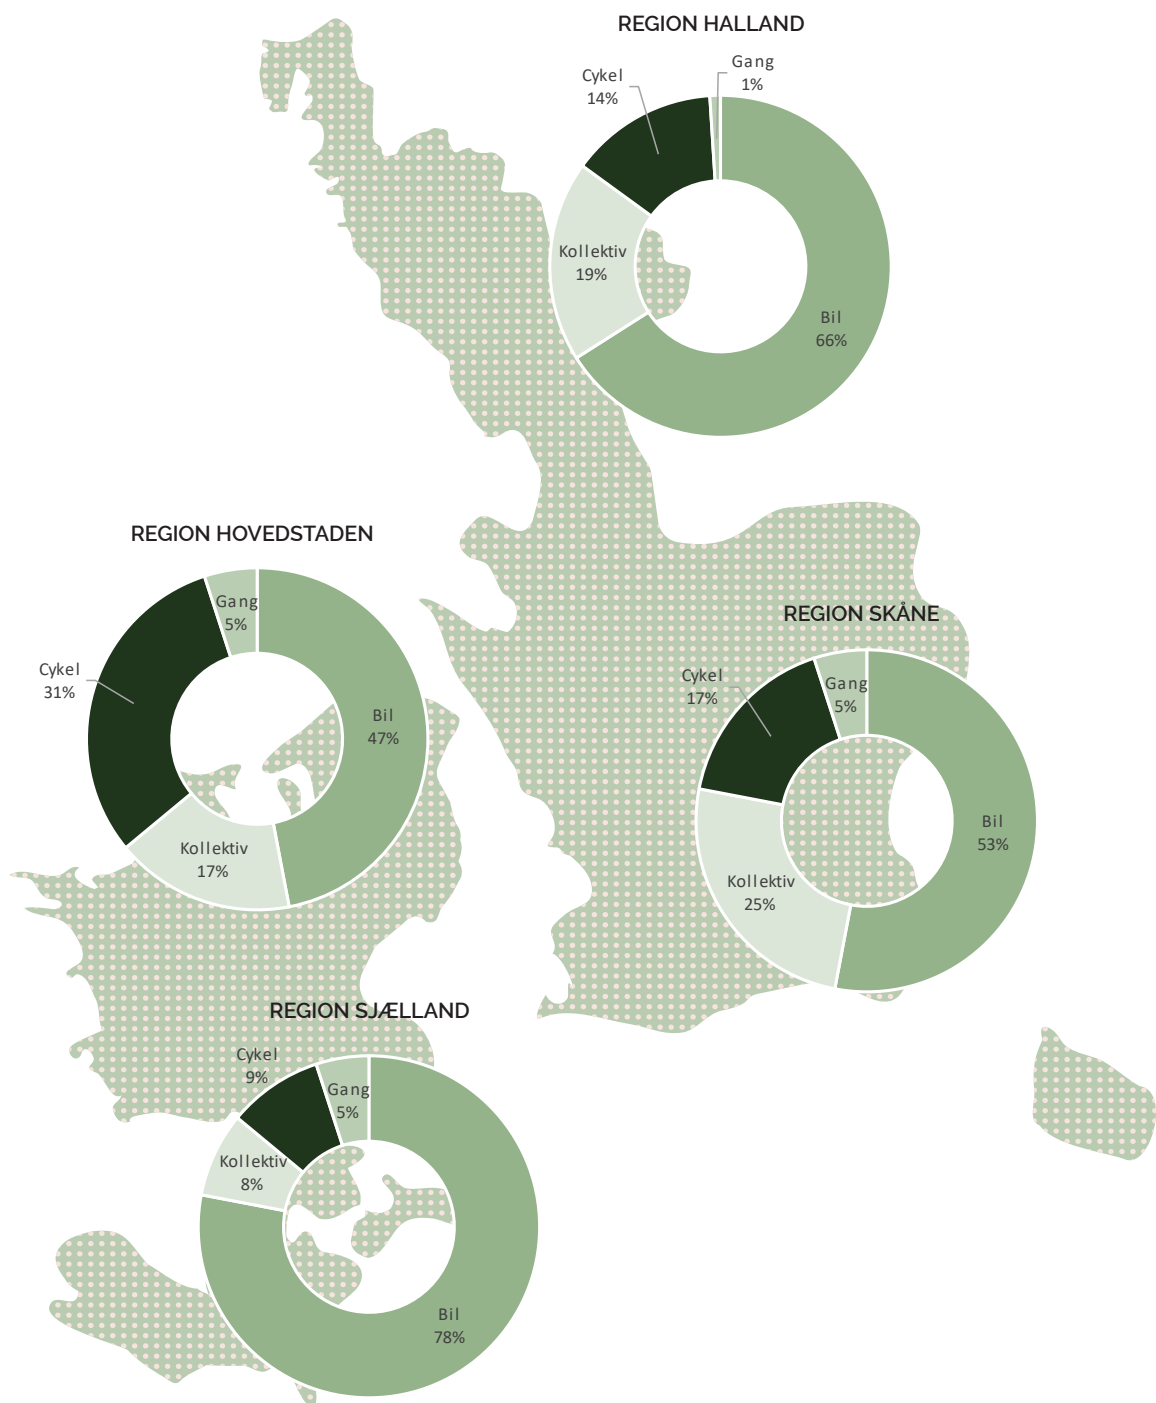 REGION HALLAND
Gang
1%
Cykel
14%
Kollektiv
19%
Bil
66%
REGION HOVEDSTADEN
Gang
5%
Cykel
31%
Bil
47%
Kollektiv
17%
REGION SKÅNE
Cykel
17%
Gang
5%
Bil
53%
Kollektiv
25%
REGION SJÆLLAND
Cykel
9%
Gang
5%
Kollektiv
8%
Bil
78%